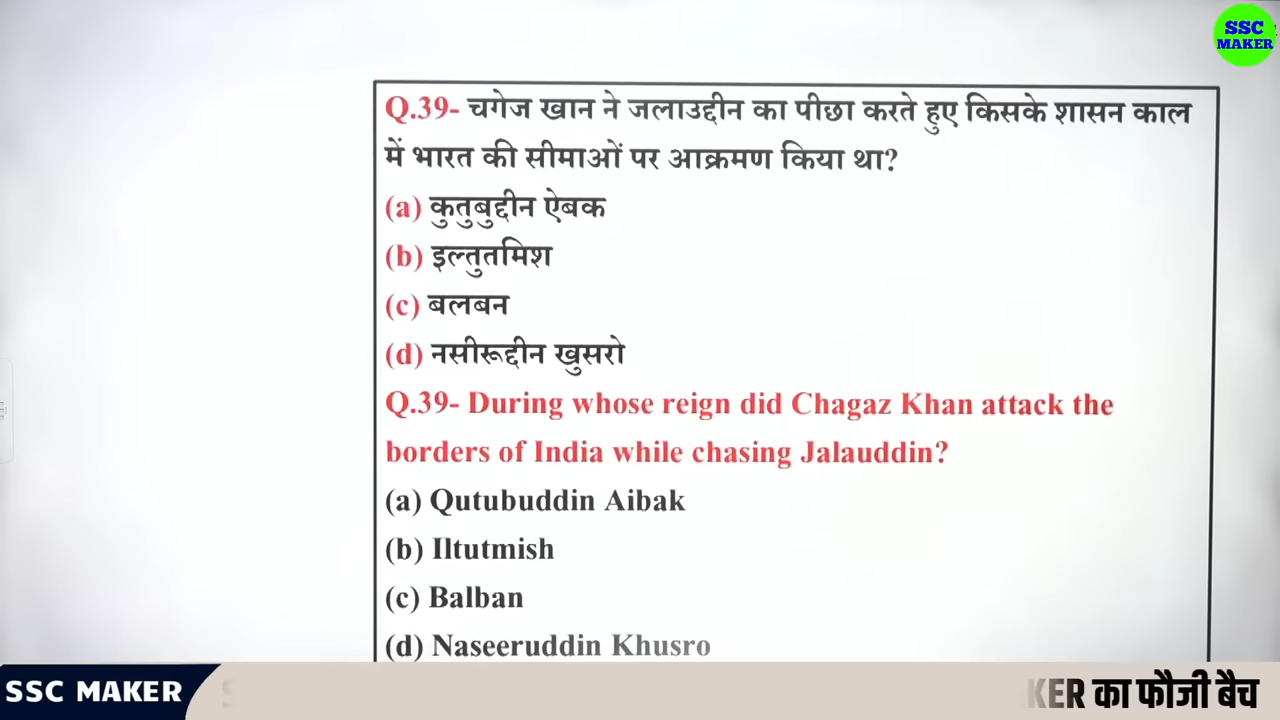 SSC
MAKER
Q.39- चगेज खान ने जलाउद्दीन का पीछा करते हुए किसके शासन काल
में भारत की सीमाओं पर आक्रमण किया था?
(a) कुतुबुद्दीन ऐबक
(b) इल्तुतमिश
(c) बलबन
(d) नसीरूद्दीन खुसरो
Q.39- During whose reign did Chagaz Khan attack the
borders of India while chasing Jalauddin?
(a) Qutubuddin Aibak
(b) Iltutmish
(c) Balban
(d) Naseeruddin Khusro
SSC MAKER
KER का फौजी बैच